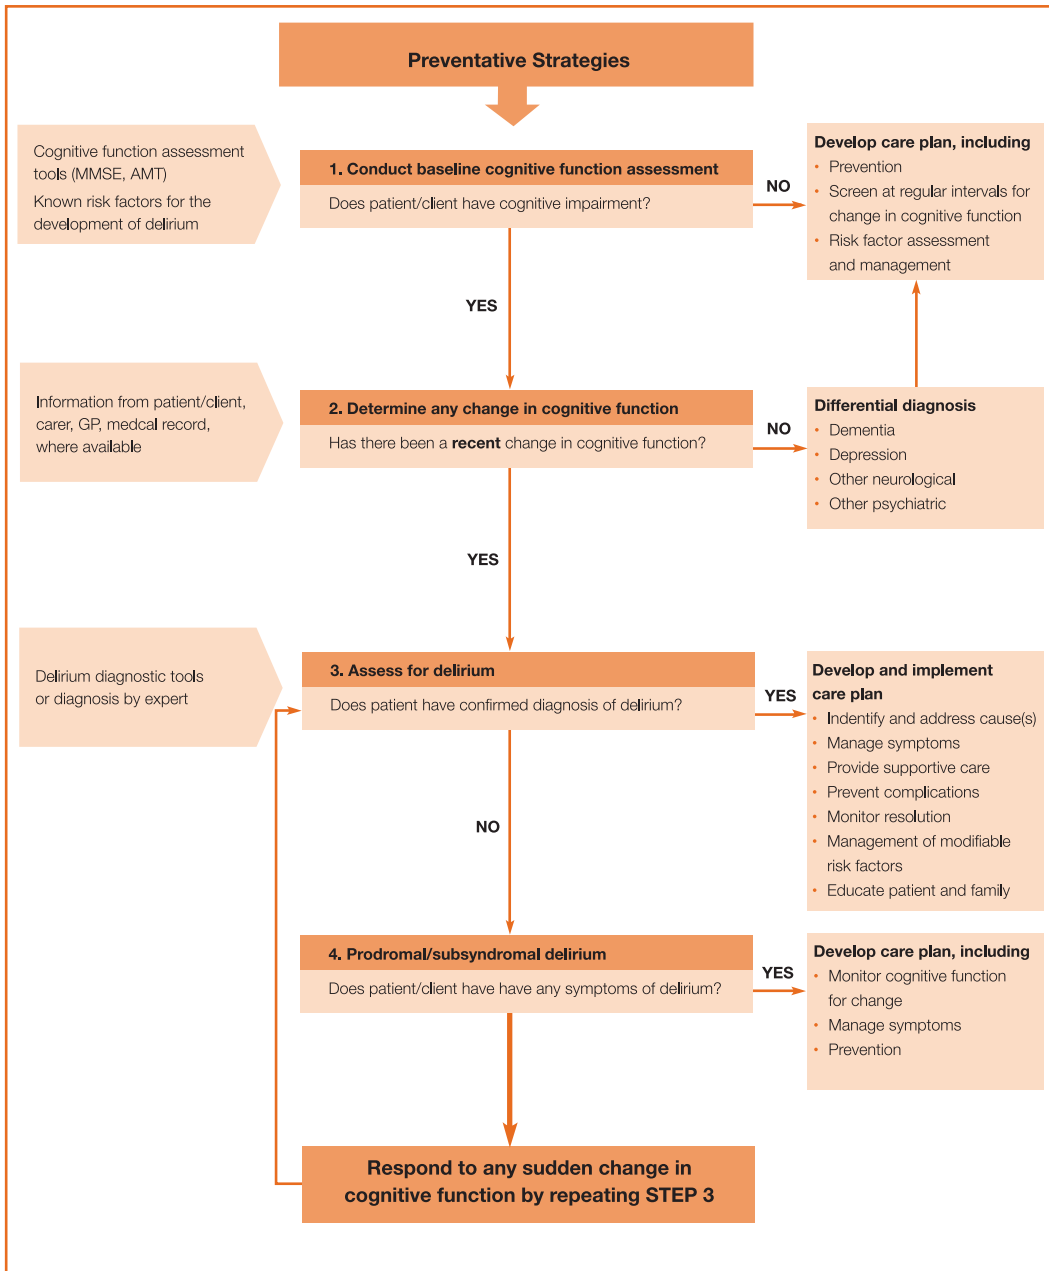 Preventative Strategies
Cognitive function assessment
tools (MMSE, AMT)
Known risk factors for the
development of delirium
1. Conduct baseline cognitive function assessment
Does patient/client have cognitive impairment?
NO
Develop care plan, including
• Prevention
• Screen at regular intervals for
change in cognitive function
• Risk factor assessment
and management
YES
Information from patient/client,
carer, GP, medcal record,
where available
2. Determine any change in cognitive function
Has there been a recent change in cognitive function?
NO
Differential diagnosis
• Dementia
• Depression
• Other neurological
• Other psychiatric
YES
Delirium diagnostic tools
or diagnosis by expert
3. Assess for delirium
Does patient have confirmed diagnosis of delirium?
YES
Develop and implement
care plan
• Indentify and address cause(s)
• Manage symptoms
• Provide supportive care
• Prevent complications
• Monitor resolution
• Management of modifiable
risk factors
• Educate patient and family
NO
4. Prodromal/subsyndromal delirium
Does patient/client have have any symptoms of delirium?
YES
Develop care plan, including
• Monitor cognitive function
for change
• Manage symptoms
• Prevention
Respond to any sudden change in
cognitive function by repeating STEP 3